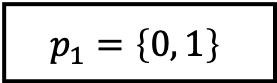 p₁ = {0, 1}